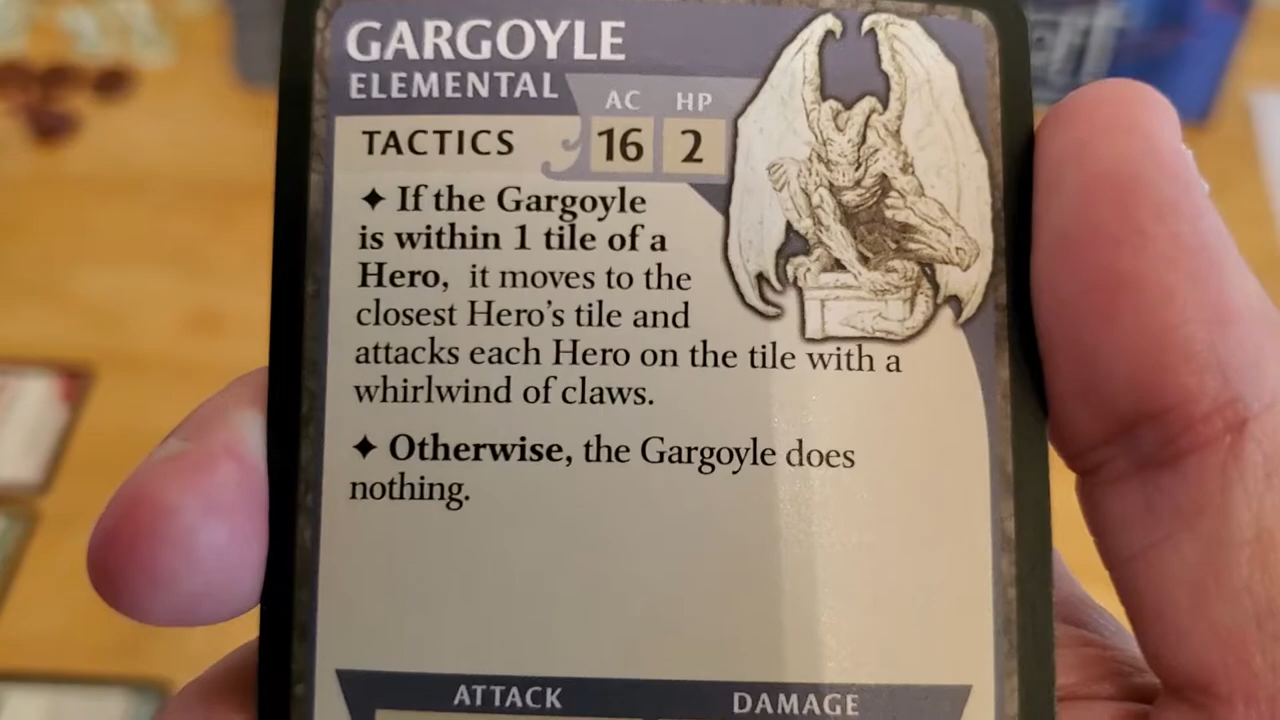 GARGOYLE
ELEMENTAL
AC HP
TACTICS 16 2
✦ If the Gargoyle
is within 1 tile of a
Hero, it moves to the
closest Hero's tile and
attacks each Hero on the tile with a
whirlwind of claws.
✦ Otherwise, the Gargoyle does
nothing.
ATTACK DAMAGE